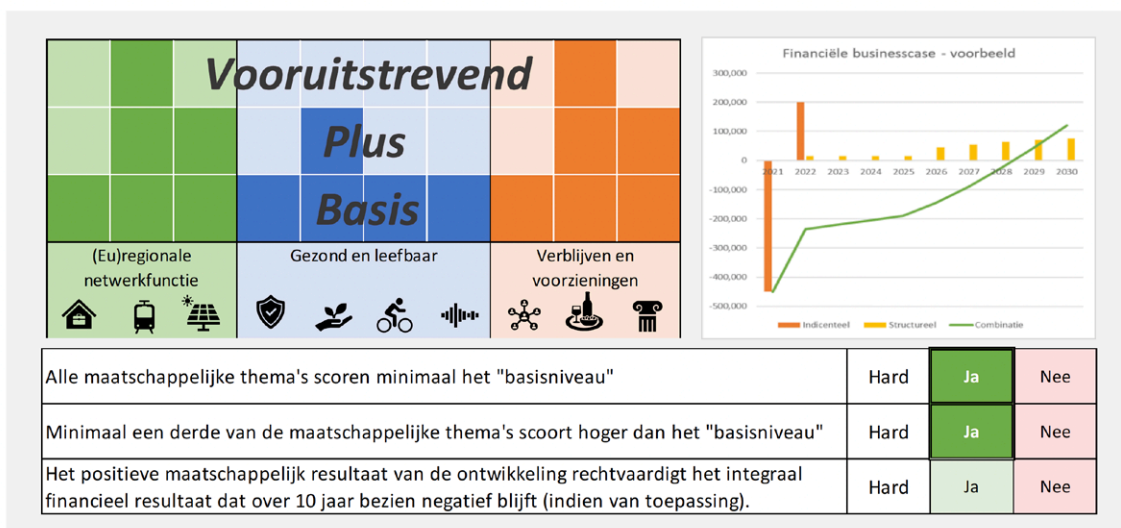 Vooruitstrevend
Plus
Basis
(Eu)regionale
netwerkfunctie
Gezond en leefbaar
Verblijven en
voorzieningen
Financiële businesscase - voorbeeld
300,000
200,000
100,000
0
-100,000
-200,000
-300,000
-400,000
-500,000
2021 2022 2023 2024 2025 2026 2027 2028 2029 2030
Indicenteel Structureel Combinatie
Alle maatschappelijke thema's scoren minimaal het "basisniveau" Hard Ja Nee
Minimaal een derde van de maatschappelijke thema's scoort hoger dan het "basisniveau" Hard Ja Nee
Het positieve maatschappelijk resultaat van de ontwikkeling rechtvaardigt het integraal
financieel resultaat dat over 10 jaar bezien negatief blijft (indien van toepassing). Hard Ja Nee